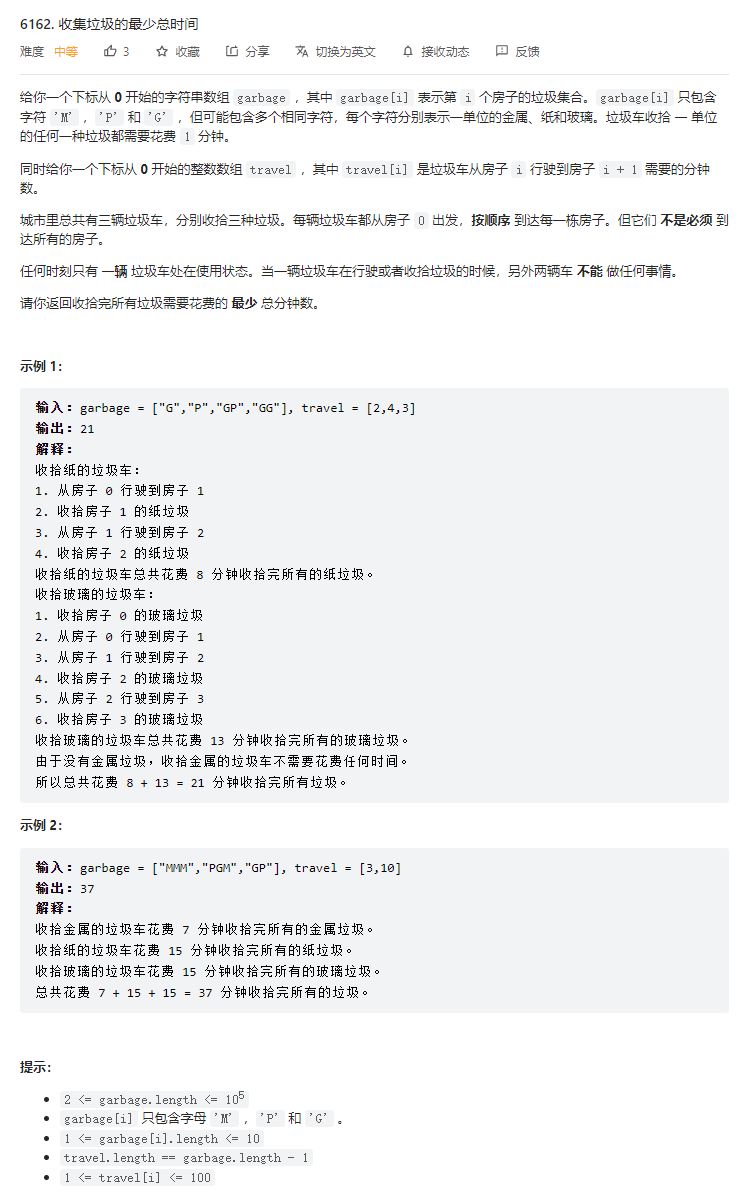 6162. 收集垃圾的最少总时间
难度 中等 3 收藏 分享 切换为英文 接收动态 反馈
给你一个下标从 0 开始的字符串数组 garbage ，其中 garbage[i] 表示第 i 个房子的垃圾集合。garbage[i] 只包含
字符 'M' ，'P' 和 'G' ，但可能包含多个相同字符，每个字符分别表示一单位的金属、纸和玻璃。垃圾车收拾 一 单位
的任何一种垃圾都需要花费 1 分钟。
同时给你一个下标从 0 开始的整数数组 travel ，其中 travel[i] 是垃圾车从房子 i 行驶到房子 i + 1 需要的分钟
数。
城市里总共有三辆垃圾车，分别收拾三种垃圾。每辆垃圾车都从房子 0 出发，按顺序 到达每一栋房子。但它们 不是必须 到
达所有的房子。
任何时刻只有 一辆 垃圾车处在使用状态。当一辆垃圾车在行驶或者收拾垃圾的时候，另外两辆车 不能 做任何事情。
请你返回收拾完所有垃圾需要花费的 最少 总分钟数。
示例 1：
输入：garbage = ["G","P","GP","GG"], travel = [2,4,3]
输出：21
解释：
收拾纸的垃圾车：
1. 从房子 0 行驶到房子 1
2. 收拾房子 1 的纸垃圾
3. 从房子 1 行驶到房子 2
4. 收拾房子 2 的纸垃圾
收拾纸的垃圾车总共花费 8 分钟收拾完所有的纸垃圾。
收拾玻璃的垃圾车：
1. 收拾房子 0 的玻璃垃圾
2. 从房子 0 行驶到房子 1
3. 从房子 1 行驶到房子 2
4. 收拾房子 2 的玻璃垃圾
5. 从房子 2 行驶到房子 3
6. 收拾房子 3 的玻璃垃圾
收拾玻璃的垃圾车总共花费 13 分钟收拾完所有的玻璃垃圾。
由于没有金属垃圾，收拾金属的垃圾车不需要花费任何时间。
所以总共花费 8 + 13 = 21 分钟收拾完所有垃圾。
示例 2：
输入：garbage = ["MMM","PGM","GP"], travel = [3,10]
输出：37
解释：
收拾金属的垃圾车花费 7 分钟收拾完所有的金属垃圾。
收拾纸的垃圾车花费 15 分钟收拾完所有的纸垃圾。
收拾玻璃的垃圾车花费 15 分钟收拾完所有的玻璃垃圾。
总共花费 7 + 15 + 15 = 37 分钟收拾完所有的垃圾。
提示：
2 <= garbage.length <= 10⁵
garbage[i] 只包含字母 'M' ，'P' 和 'G' 。
1 <= garbage[i].length <= 10
travel.length == garbage.length - 1
1 <= travel[i] <= 100